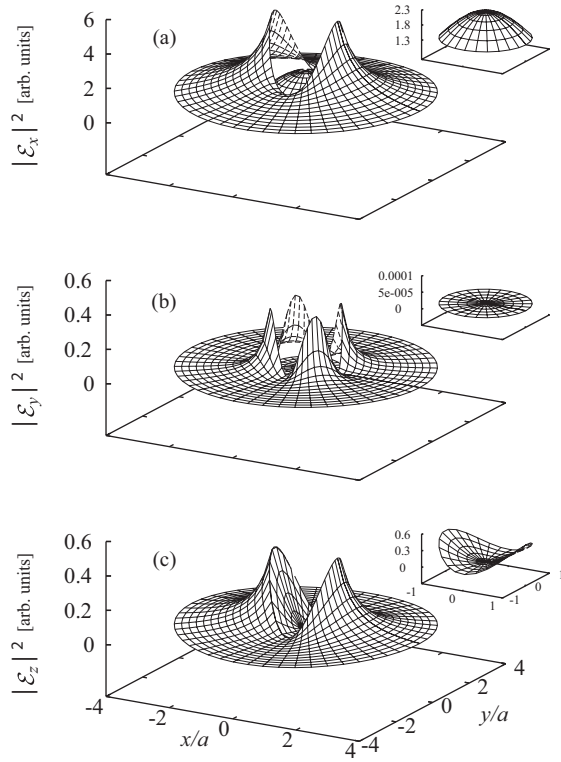 (a)
|ℰx|² [arb. units]
6
4
2
0
2.3
1.8
1.3
(b)
|ℰy|² [arb. units]
0.6
0.4
0.2
0
0.0001
5e-005
0
(c)
|ℰz|² [arb. units]
0.6
0.4
0.2
0
0.6
0.3
0
-1 0 1
-1 0 1
-4 -2 0 2 4
x/a
-4 -2 0 2 4
y/a